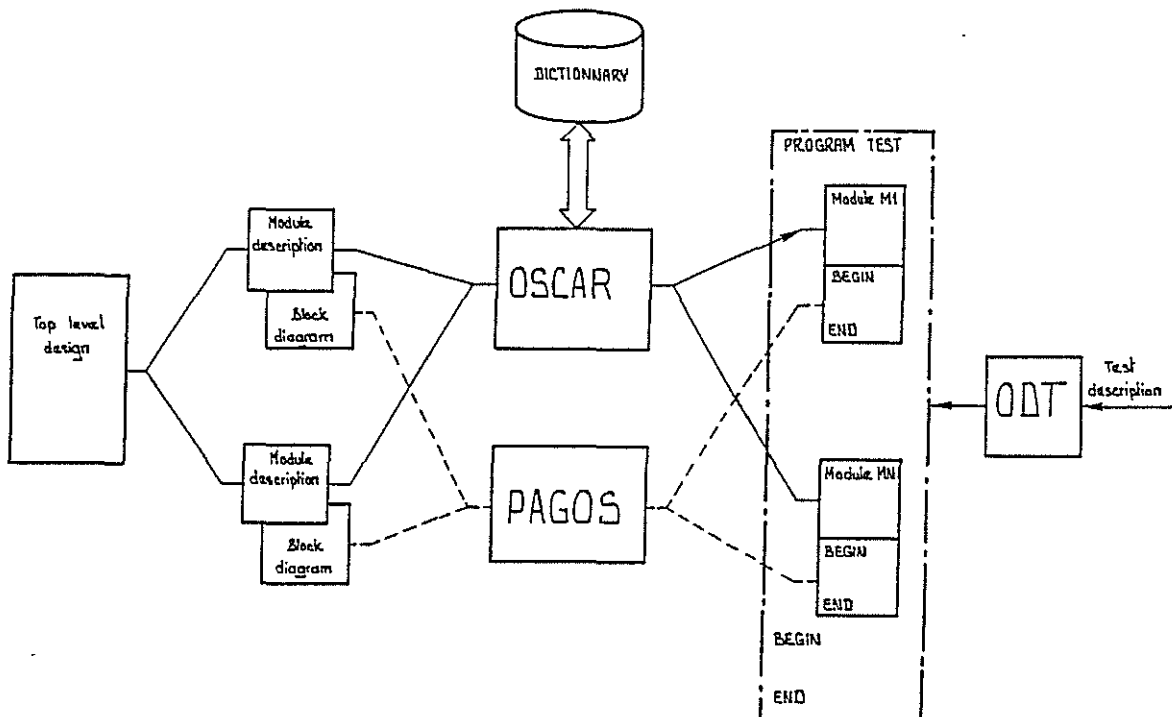 DICTIONNARY
PROGRAM TEST
Module M1
BEGIN
END
Module
description
Block
diagram
OSCAR
Top level
design
Test
description
ODT
Module
description
Block
diagram
PAGOS
Module MN
BEGIN
END
BEGIN
END